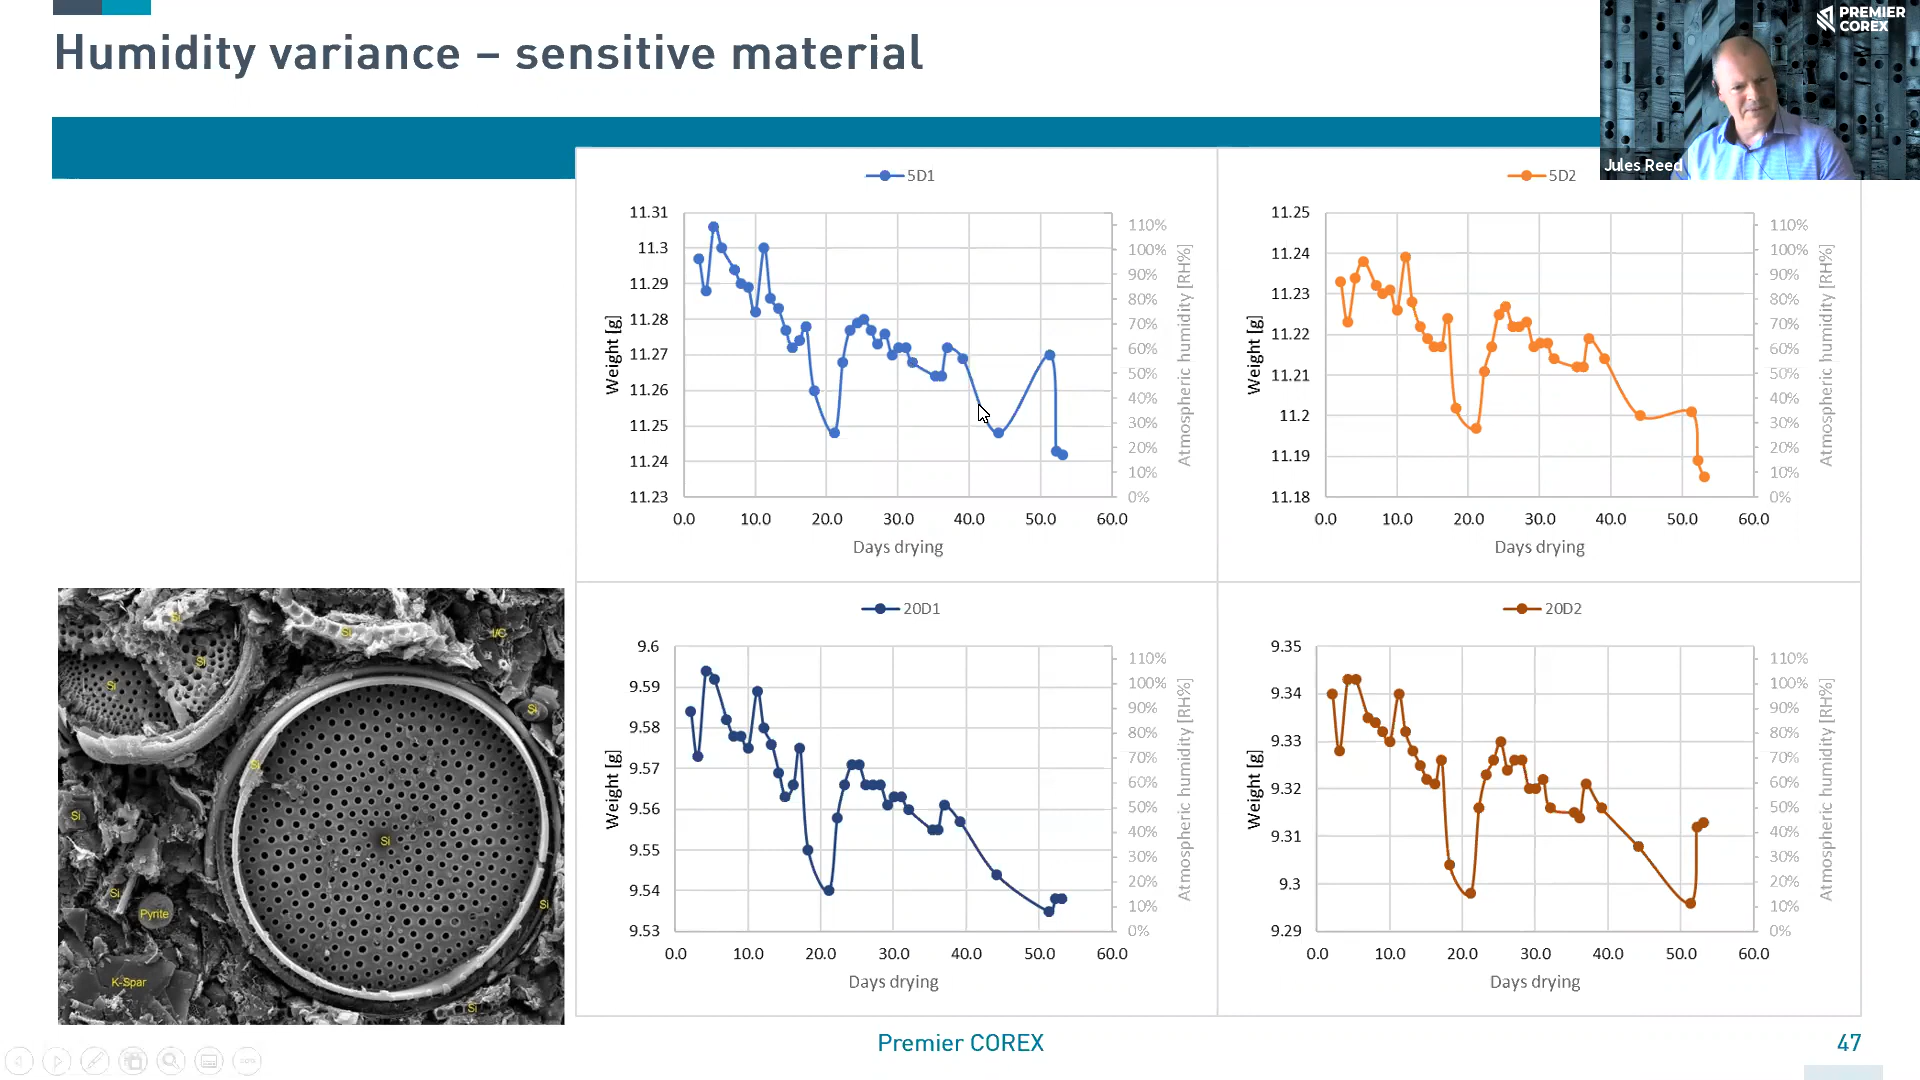 Humidity variance – sensitive material
PREMIER
COREX
Jules Reed
5D1
11.31
11.3
11.29
11.28
11.27
11.26
11.25
11.24
11.23
Weight [g]
110%
100%
90%
80%
70%
60%
50%
40%
30%
20%
10%
0%
Atmospheric humidity [RH%]
0.0 10.0 20.0 30.0 40.0 50.0 60.0
Days drying
5D2
11.25
11.24
11.23
11.22
11.21
11.2
11.19
11.18
Weight [g]
110%
100%
90%
80%
70%
60%
50%
40%
30%
20%
10%
0%
Atmospheric humidity [RH%]
0.0 10.0 20.0 30.0 40.0 50.0 60.0
Days drying
Si
Si
I/C
Si
Si
Si
Si
Si
Si
Si
Si
Pyrite
K-Spar
Si
20D1
9.6
9.59
9.58
9.57
9.56
9.55
9.54
9.53
Weight [g]
110%
100%
90%
80%
70%
60%
50%
40%
30%
20%
10%
0%
Atmospheric humidity [RH%]
0.0 10.0 20.0 30.0 40.0 50.0 60.0
Days drying
20D2
9.35
9.34
9.33
9.32
9.31
9.3
9.29
Weight [g]
110%
100%
90%
80%
70%
60%
50%
40%
30%
20%
10%
0%
Atmospheric humidity [RH%]
0.0 10.0 20.0 30.0 40.0 50.0 60.0
Days drying
Premier COREX
47